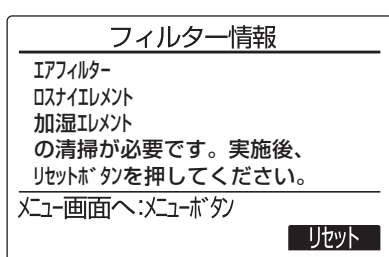 フィルター情報
エアフィルター
ロスナイエレメント
加湿エレメント
の清掃が必要です。実施後、
リセットボタンを押してください。
メニュー画面へ:メニューボタン
リセット